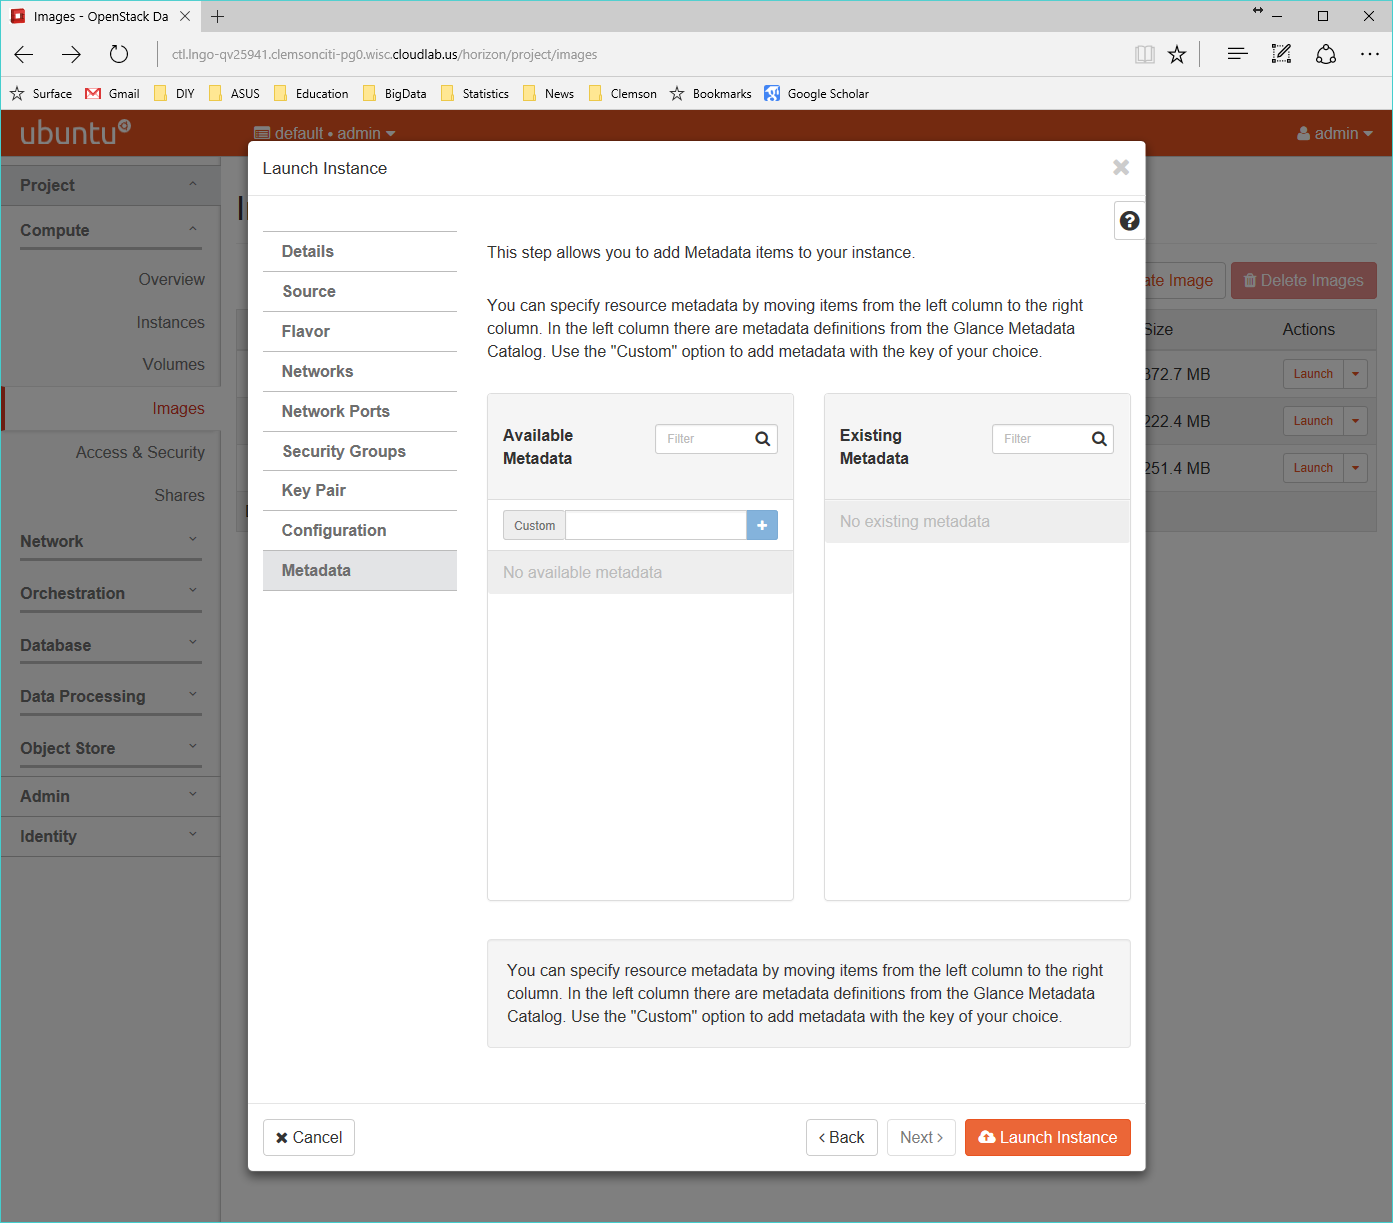 Images - OpenStack Da
ctl.lngo-qv25941.clemsonciti-pg0.wisc.cloudlab.us/horizon/project/images
Surface Gmail DIY ASUS Education BigData Statistics News Clemson Bookmarks Google Scholar
ubuntu default • admin admin
Launch Instance
Project
Compute
Overview
Instances
Volumes
Images
Access & Security
Shares
Network
Orchestration
Database
Data Processing
Object Store
Admin
Identity
Details
Source
Flavor
Networks
Network Ports
Security Groups
Key Pair
Configuration
Metadata
This step allows you to add Metadata items to your instance.
You can specify resource metadata by moving items from the left column to the right
column. In the left column there are metadata definitions from the Glance Metadata
Catalog. Use the "Custom" option to add metadata with the key of your choice.
Available
Metadata
Filter
Custom
No available metadata
Existing
Metadata
Filter
No existing metadata
You can specify resource metadata by moving items from the left column to the right
column. In the left column there are metadata definitions from the Glance Metadata
Catalog. Use the "Custom" option to add metadata with the key of your choice.
Cancel
Back
Next
Launch Instance
Image Delete Images
Size Actions
372.7 MB Launch
222.4 MB Launch
251.4 MB Launch